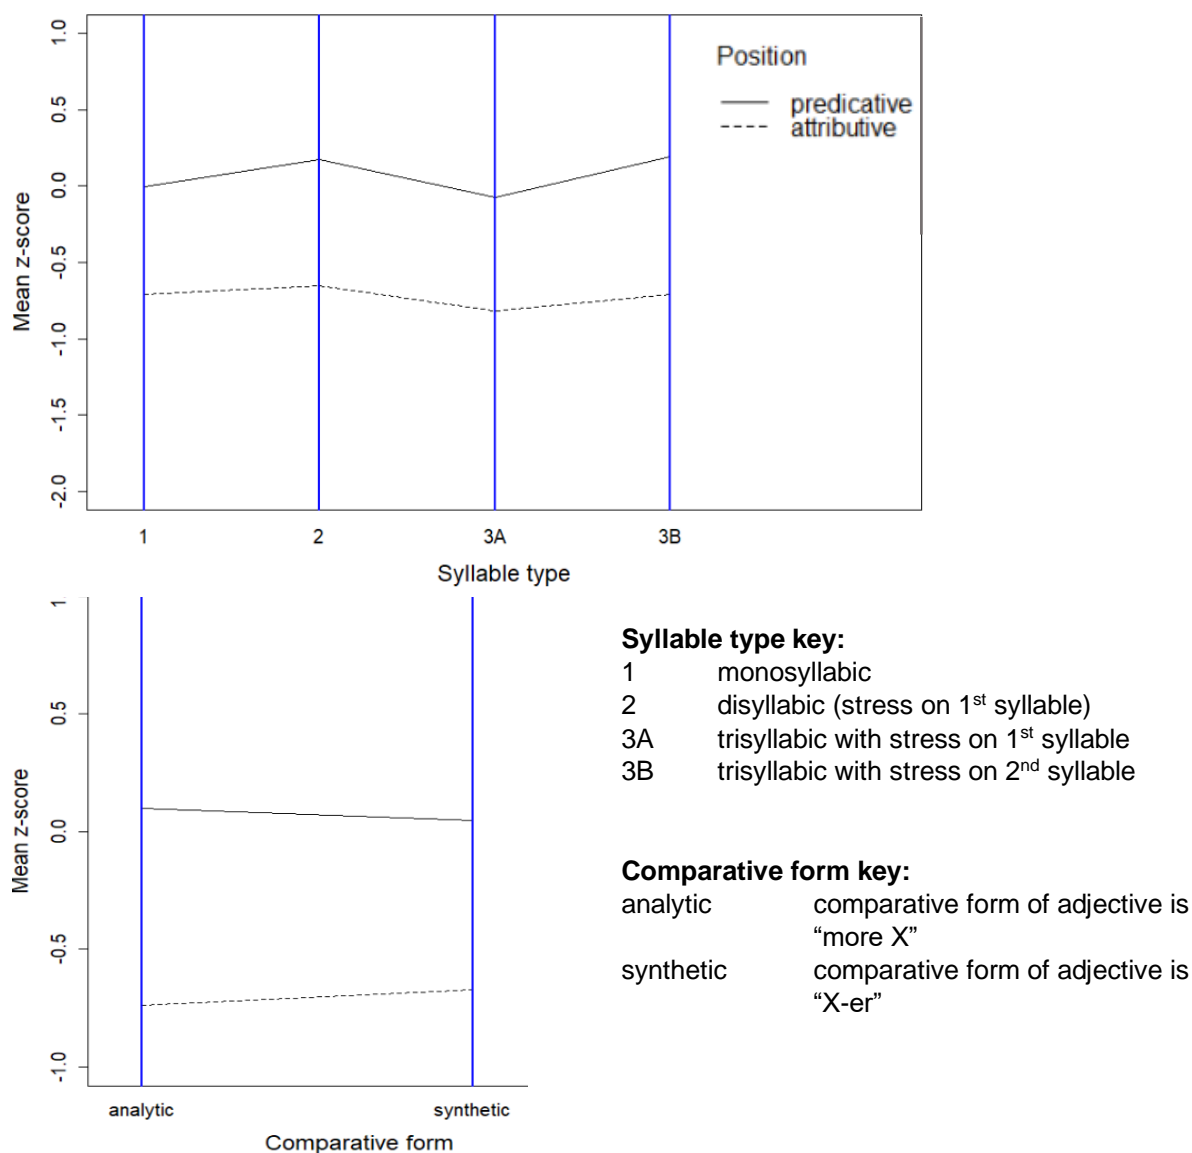 Position
predicative
attributive
Mean z-score
1.0
0.5
0.0
-0.5
-1.0
-1.5
-2.0
1 2 3A 3B
Syllable type
Mean z-score
1
0.5
0.0
-0.5
-1.0
analytic synthetic
Comparative form
Syllable type key:
1 monosyllabic
2 disyllabic (stress on 1st syllable)
3A trisyllabic with stress on 1st syllable
3B trisyllabic with stress on 2nd syllable
Comparative form key:
analytic comparative form of adjective is
“more X”
synthetic comparative form of adjective is
“X-er”